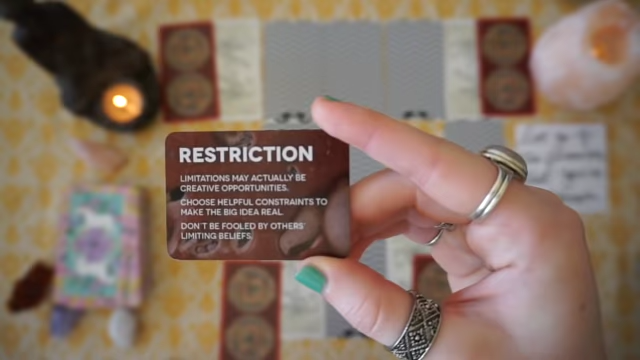 RESTRICTION
LIMITATIONS MAY ACTUALLY BE
CREATIVE OPPORTUNITIES.
CHOOSE HELPFUL CONSTRAINTS TO
MAKE THE BIG IDEA REAL.
DON'T BE FOOLED BY OTHERS'
LIMITING BELIEFS.